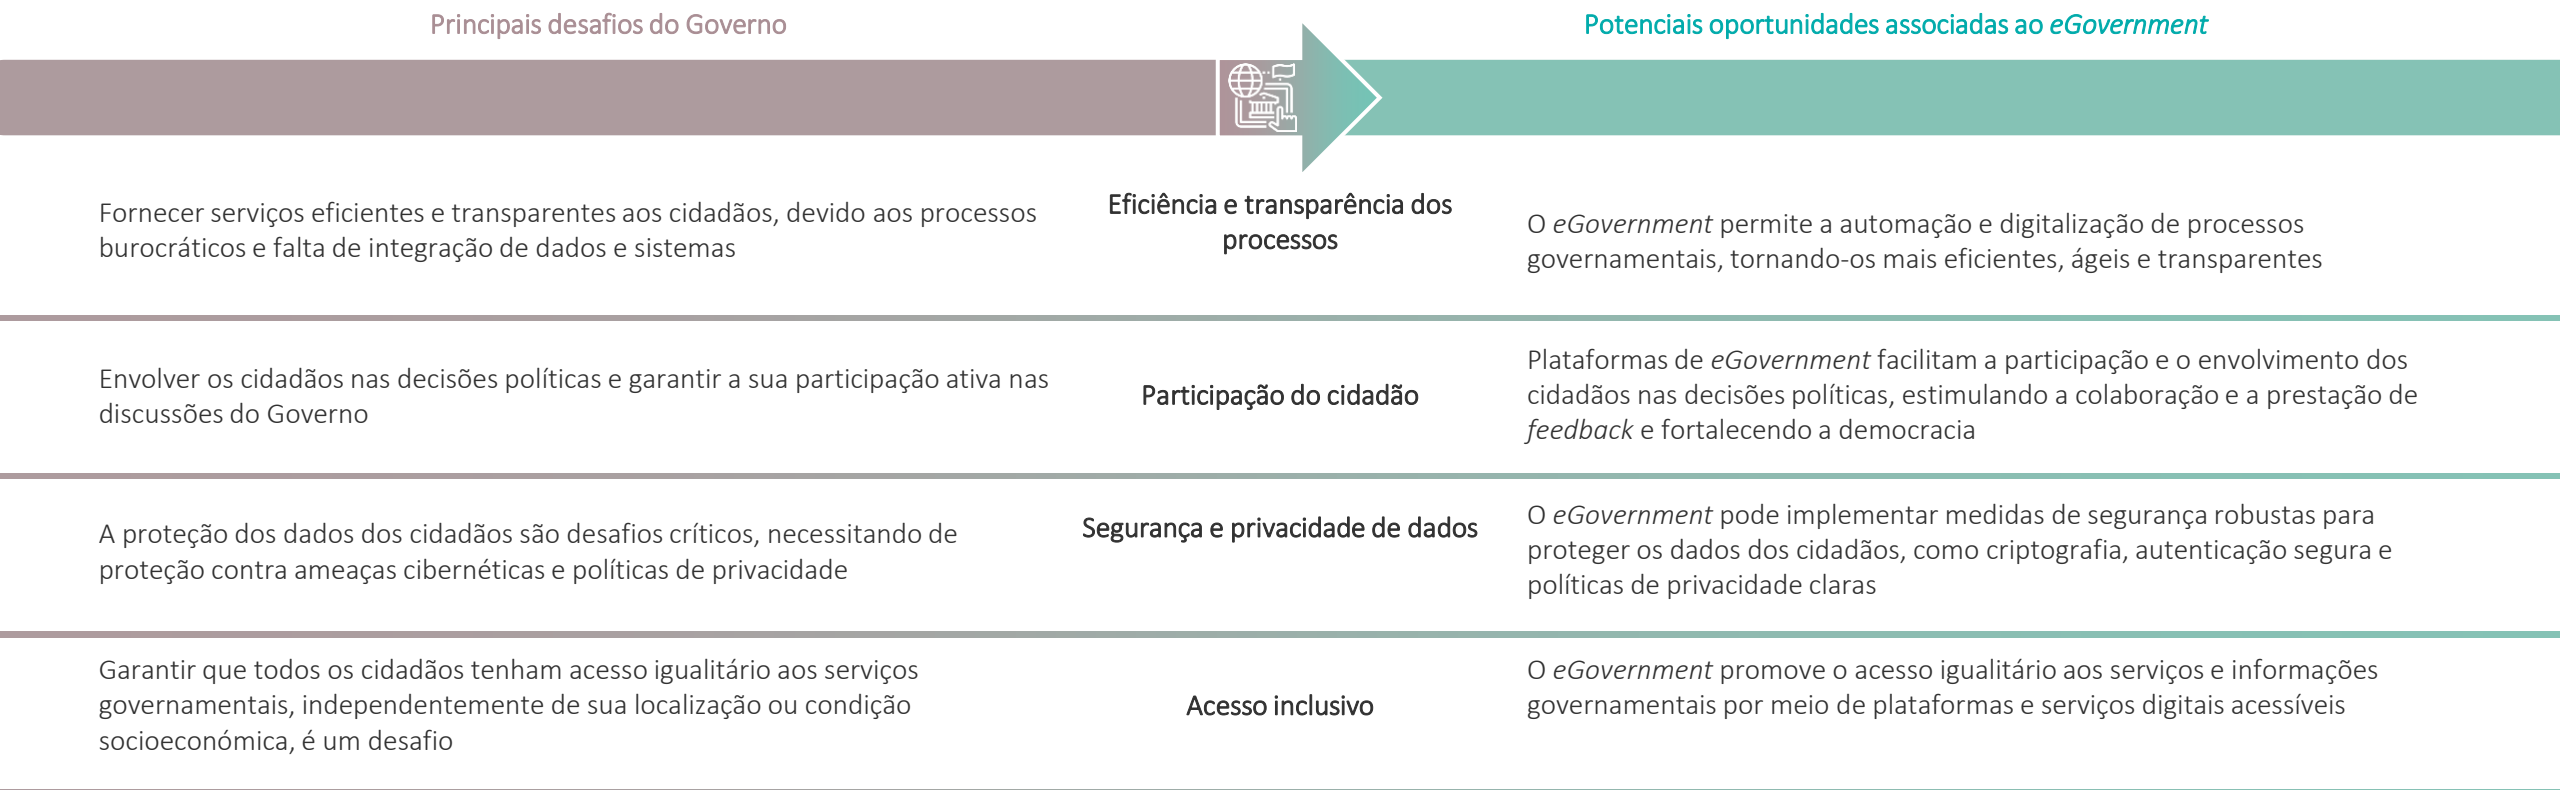 Principais desafios do Governo
Potenciais oportunidades associadas ao eGovernment
Fornecer serviços eficientes e transparentes aos cidadãos, devido aos processos
burocráticos e falta de integração de dados e sistemas
Eficiência e transparência dos
processos
O eGovernment permite a automação e digitalização de processos
governamentais, tornando-os mais eficientes, ágeis e transparentes
Envolver os cidadãos nas decisões políticas e garantir a sua participação ativa nas
discussões do Governo
Participação do cidadão
Plataformas de eGovernment facilitam a participação e o envolvimento dos
cidadãos nas decisões políticas, estimulando a colaboração e a prestação de
feedback e fortalecendo a democracia
A proteção dos dados dos cidadãos são desafios críticos, necessitando de
proteção contra ameaças cibernéticas e políticas de privacidade
Segurança e privacidade de dados
O eGovernment pode implementar medidas de segurança robustas para
proteger os dados dos cidadãos, como criptografia, autenticação segura e
políticas de privacidade claras
Garantir que todos os cidadãos tenham acesso igualitário aos serviços
governamentais, independentemente de sua localização ou condição
socioeconómica, é um desafio
Acesso inclusivo
O eGovernment promove o acesso igualitário aos serviços e informações
governamentais por meio de plataformas e serviços digitais acessíveis